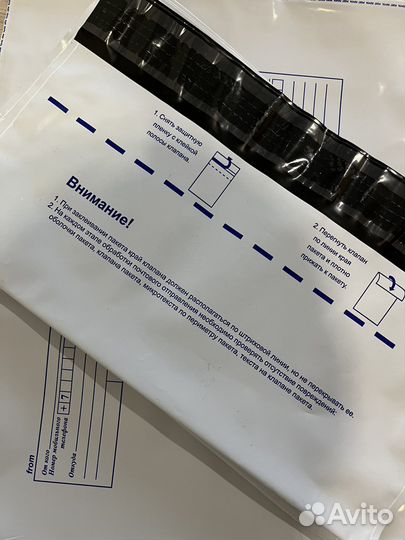 1. Снять защитную
пленку с клейкой
полосы клапана.
2. Перегнуть клапан
по линии края
пакета и плотно
прижать к пакету.
Внимание!
1. При заклеивании пакета край клапана должен располагаться по штриховой линии, но не перекрывать ее.
2. На каждом этапе обработки почтового отправления необходимо проверять отсутствие повреждений:
оболочки пакета, клапана пакета, микротекста по периметру пакета, текста на клапане пакета.
from
От кого
Номер мобильного
телефона +7
Откуда
Avito